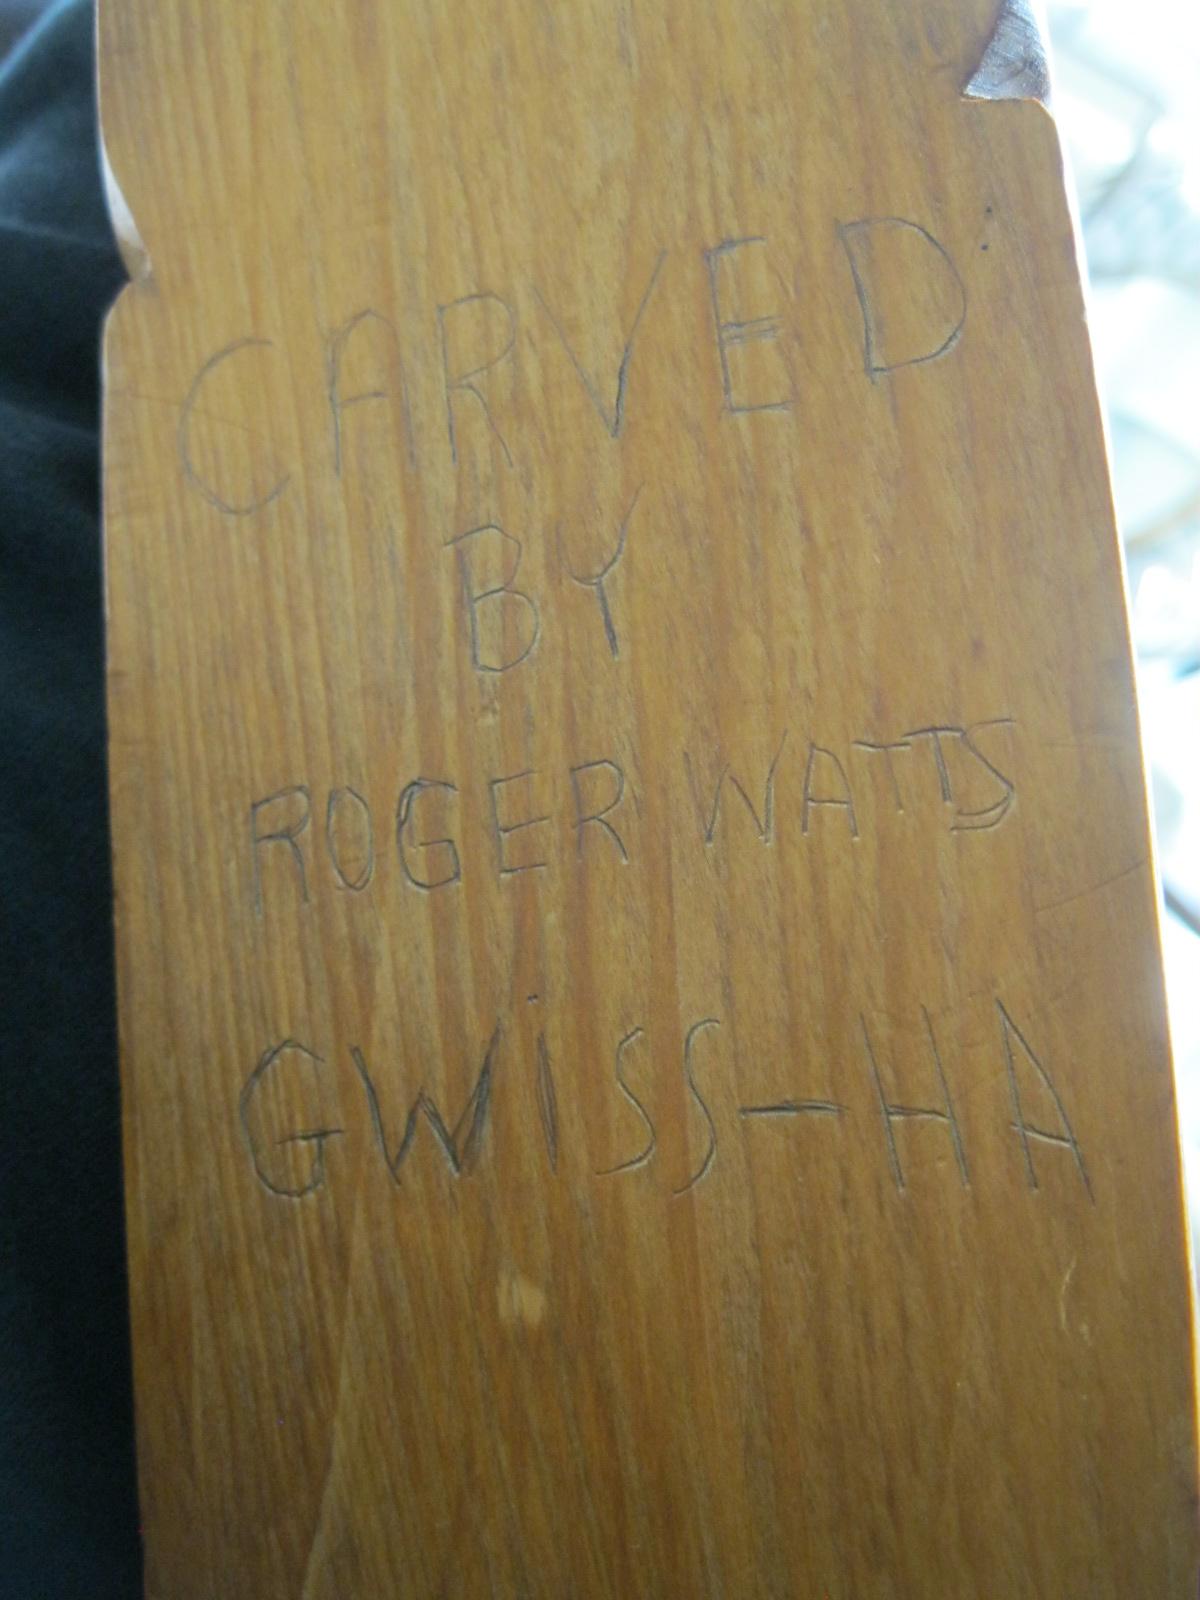 CARVED
BY
ROGER WATTS
GWiSS-HA